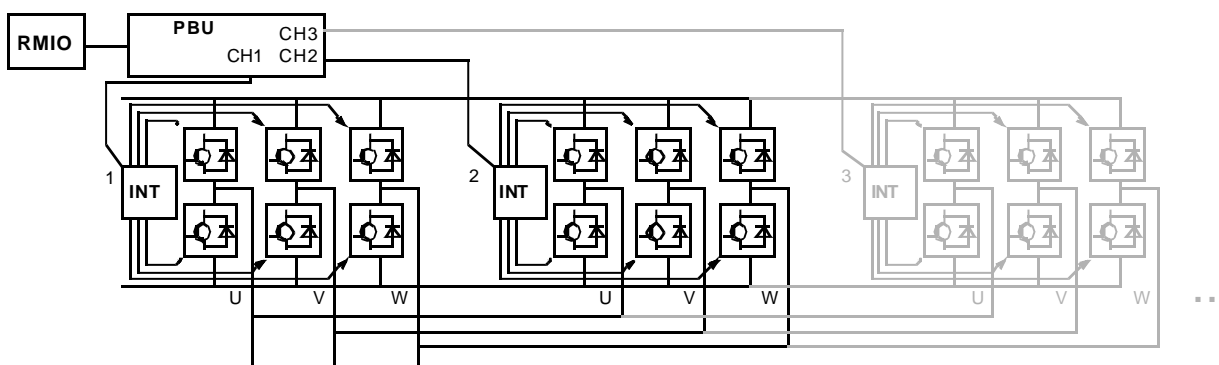 RMIO
PBU
CH3
CH1 CH2
1 INT
2 INT
3 INT
U V W
U V W
U V W
..